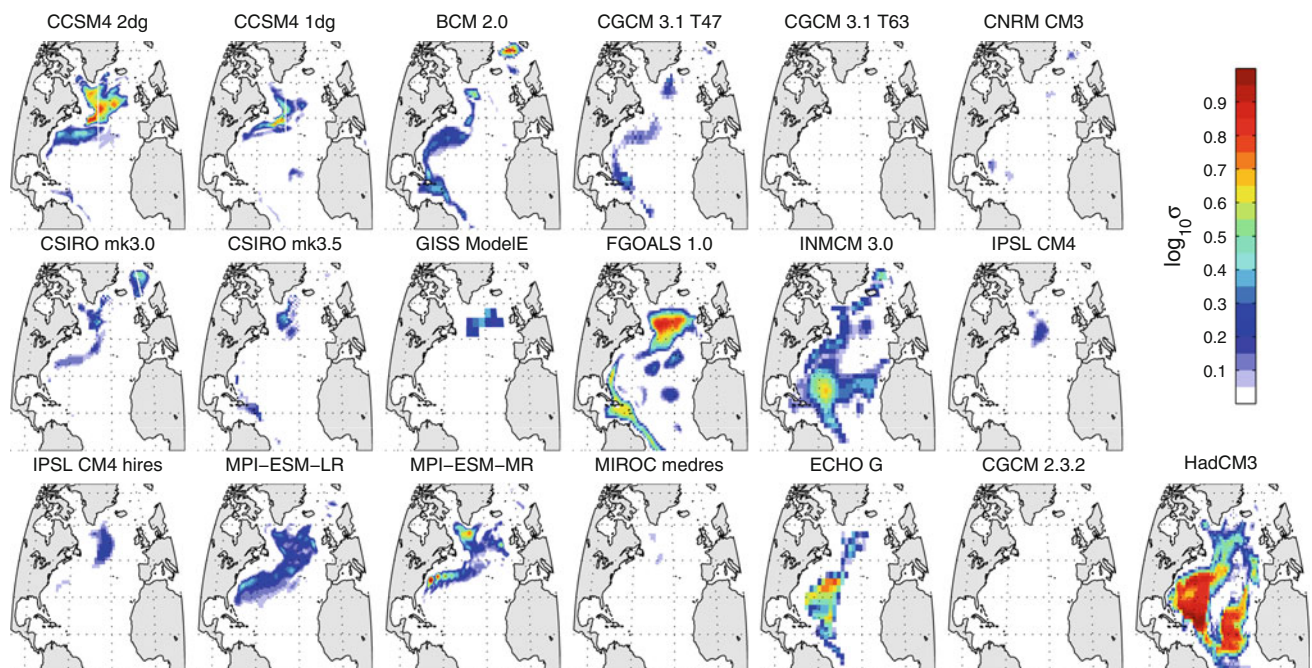 CCSM4 2dg
CCSM4 1dg
BCM 2.0
CGCM 3.1 T47
CGCM 3.1 T63
CNRM CM3
CSIRO mk3.0
CSIRO mk3.5
GISS ModelE
FGOALS 1.0
INMCM 3.0
IPSL CM4
IPSL CM4 hires
MPI−ESM−LR
MPI−ESM−MR
MIROC medres
ECHO G
CGCM 2.3.2
HadCM3
log₁₀σ
0.9
0.8
0.7
0.6
0.5
0.4
0.3
0.2
0.1